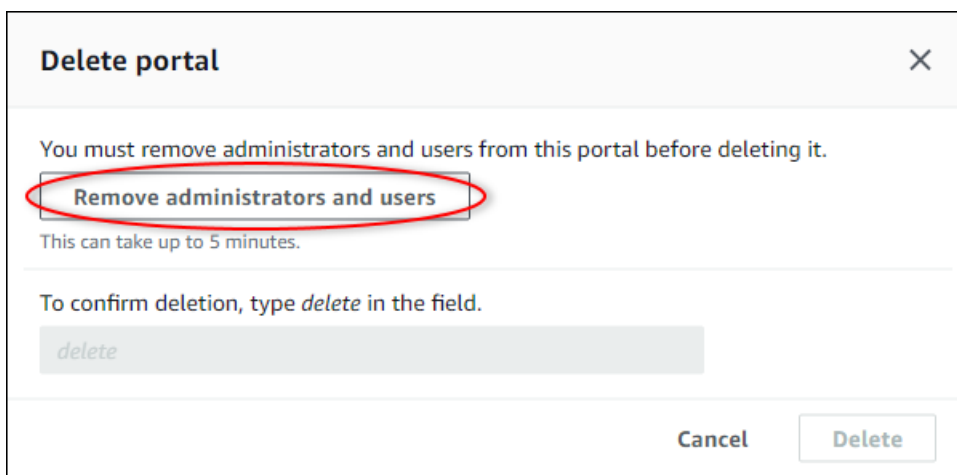 Delete portal
You must remove administrators and users from this portal before deleting it.
Remove administrators and users
This can take up to 5 minutes.
To confirm deletion, type delete in the field.
delete
Cancel
Delete